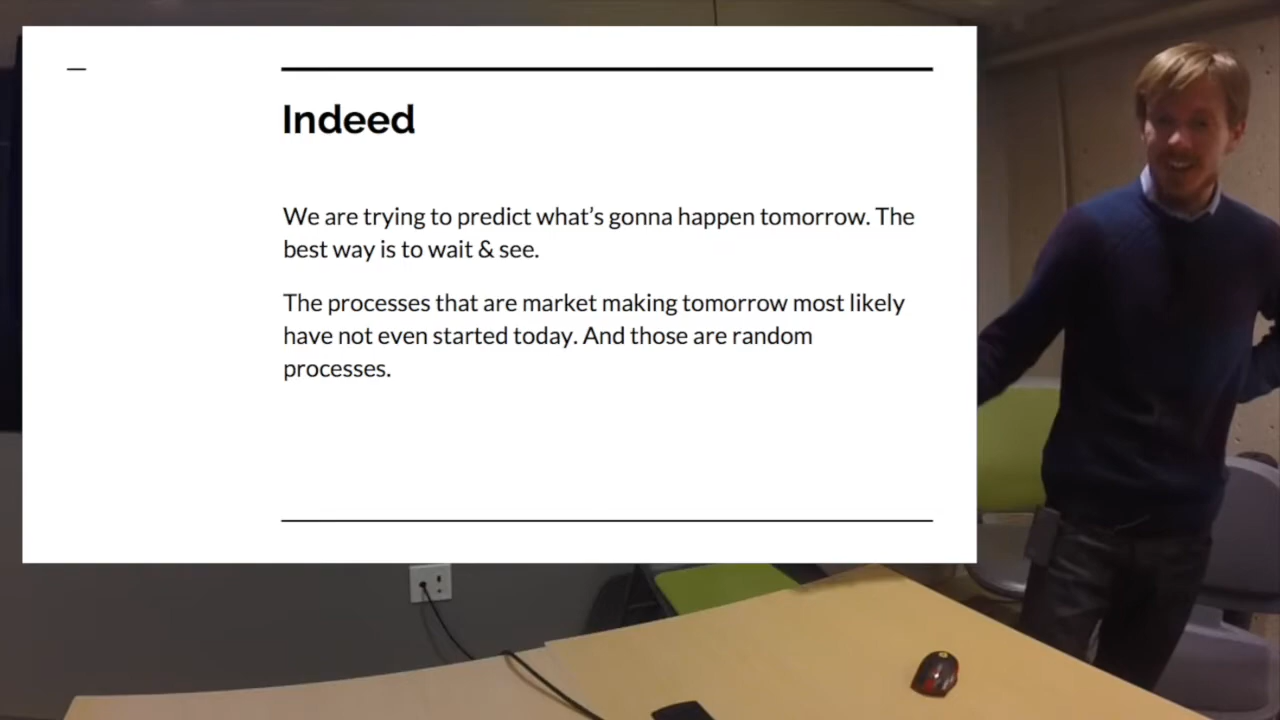 Indeed
We are trying to predict what’s gonna happen tomorrow. The
best way is to wait & see.
The processes that are market making tomorrow most likely
have not even started today. And those are random
processes.